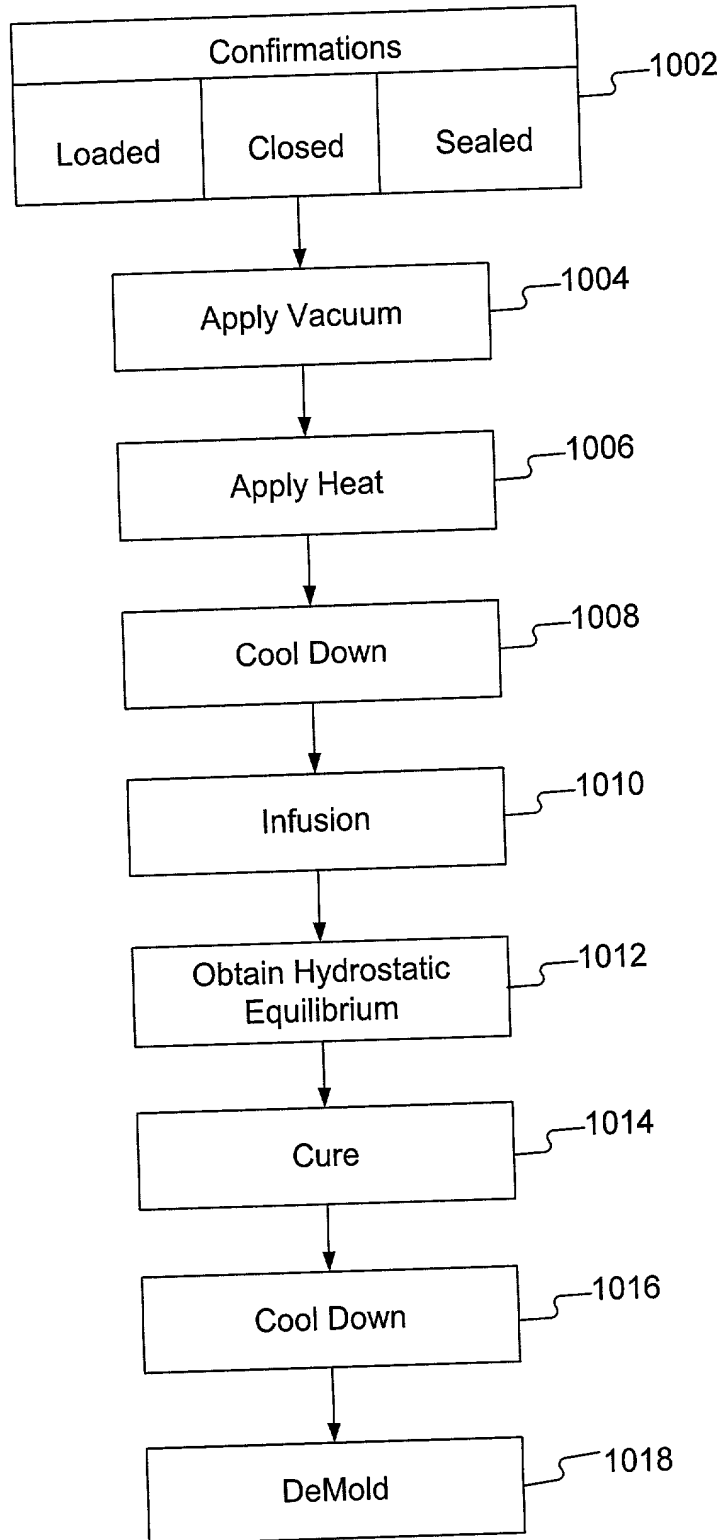 Confirmations
1002
Loaded Closed Sealed
Apply Vacuum
1004
Apply Heat
1006
Cool Down
1008
Infusion
1010
Obtain Hydrostatic
Equilibrium
1012
Cure
1014
Cool Down
1016
DeMold
1018